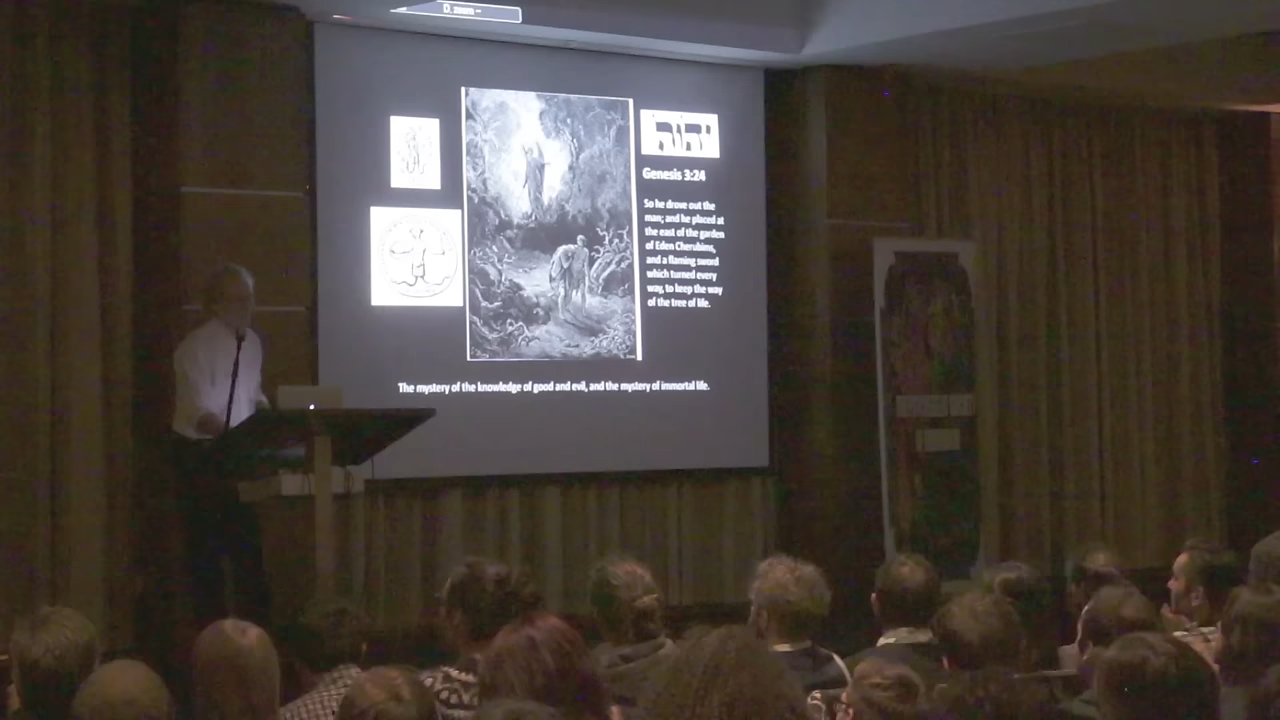 D. zoom
יהוה
Genesis 3:24
So he drove out the
man; and he placed at
the east of the garden
of Eden Cherubims,
and a flaming sword
which turned every
way, to keep the way
of the tree of life.
The mystery of the knowledge of good and evil, and the mystery of immortal life.